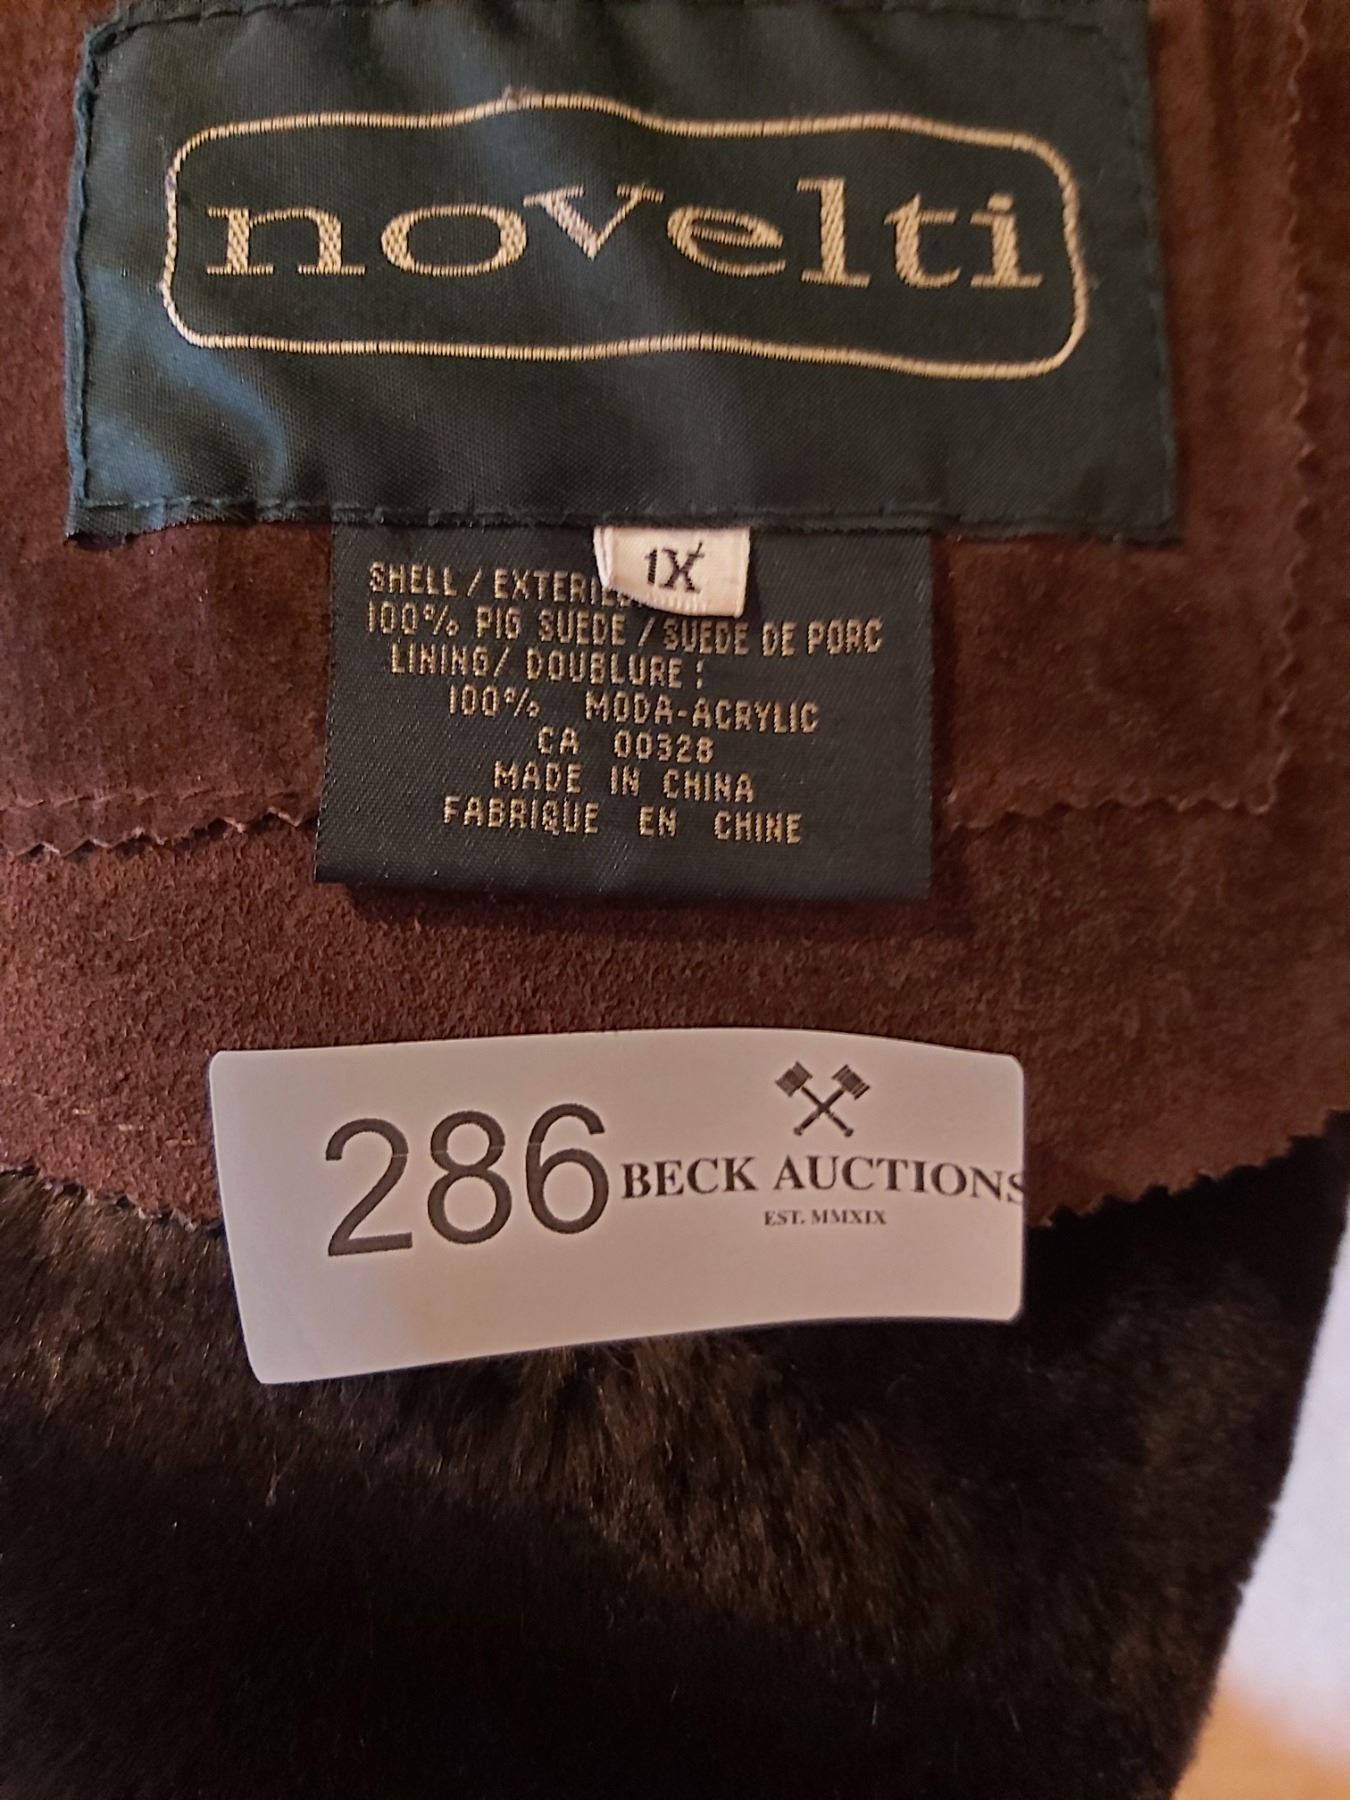 novelti
1X
SHELL / EXTERIE
100% PIG SUEDE / SUEDE DE PORC
LINING/ DOUBLURE :
100% MODA-ACRYLIC
CA 00328
MADE IN CHINA
FABRIQUE EN CHINE
286
BECK AUCTIONS
EST. MMXIX